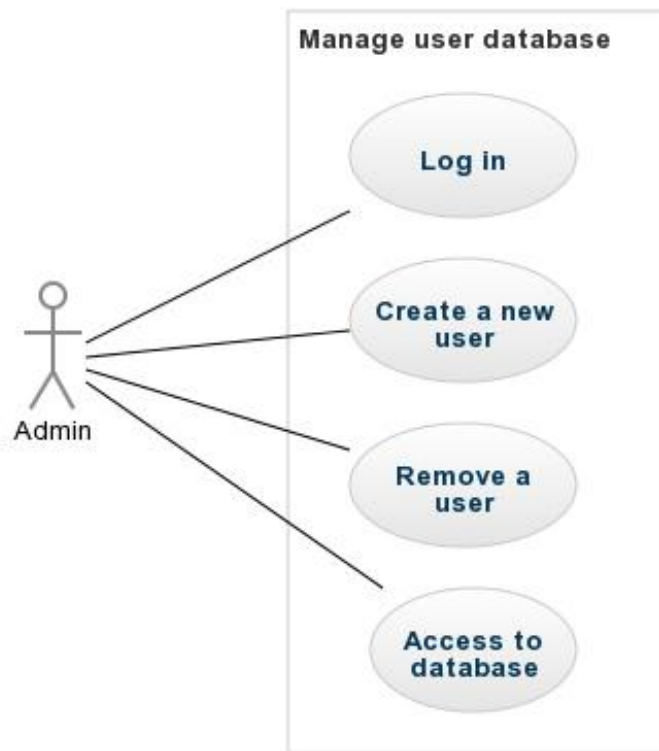 Manage user database
Log in
Create a new
user
Admin
Remove a
user
Access to
database